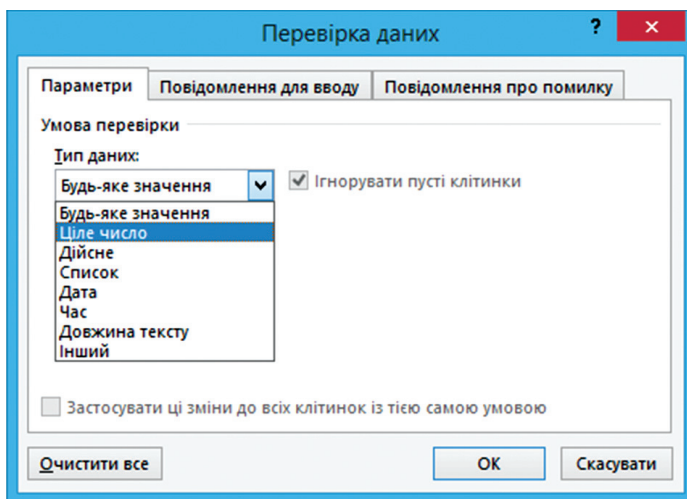 Перевірка даних ?
Параметри Повідомлення для вводу Повідомлення про помилку
Умова перевірки
Тип даних:
Будь-яке значення Ігнорувати пусті клітинки
Будь-яке значення
Ціле число
Дійсне
Список
Дата
Час
Довжина тексту
Інший
Застосувати ці зміни до всіх клітинок із тією самою умовою
Очистити все ОК Скасувати